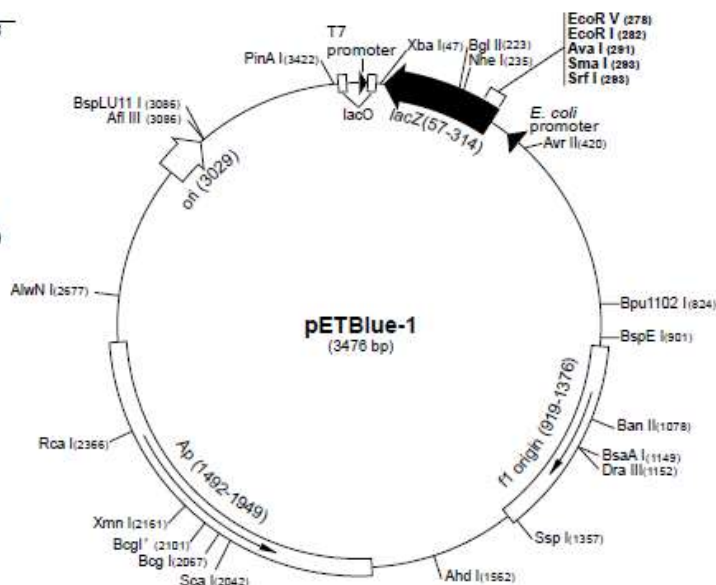 T7
promoter
PinA I(3422)
Xba I(47)
Bgl II(223)
Nhe I(235)
EcoR V (278)
EcoR I (282)
Ava I (291)
Sma I (293)
Srf I (293)
BspLU11 I (3086)
Afl III (3086)
lacO
lacZ(57-314)
E. coli
promoter
Avr II(420)
ori (3029)
AlwN I(2677)
Bpu1102 I (824)
pETBlue-1
(3476 bp)
BspE I(901)
f1 origin (919-1376)
Ban II(1078)
BsaA I(1149)
Dra III(1152)
Rca I(2366)
Ap (1492-1949)
Xmn I(2161)
BcgI' (2101)
Bcg I(2067)
Sca I(2042)
Ssp I(1357)
Ahd I(1562)